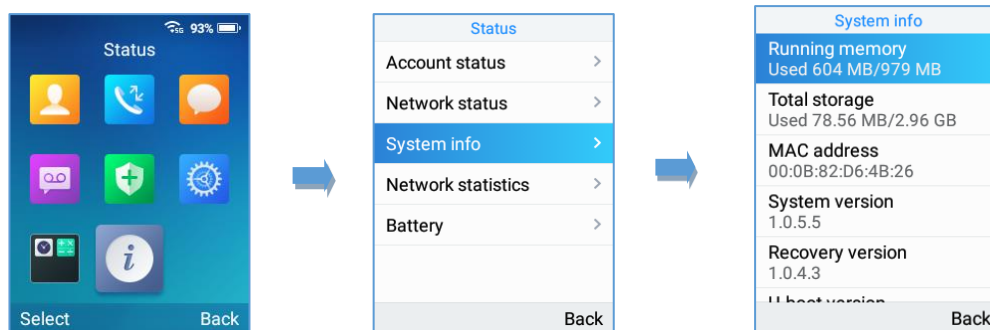 5G 93%
Status
Select Back
Status
Account status
Network status
System info
Network statistics
Battery
Back
System info
Running memory
Used 604 MB/979 MB
Total storage
Used 78.56 MB/2.96 GB
MAC address
00:0B:82:D6:4B:26
System version
1.0.5.5
Recovery version
1.0.4.3
Back